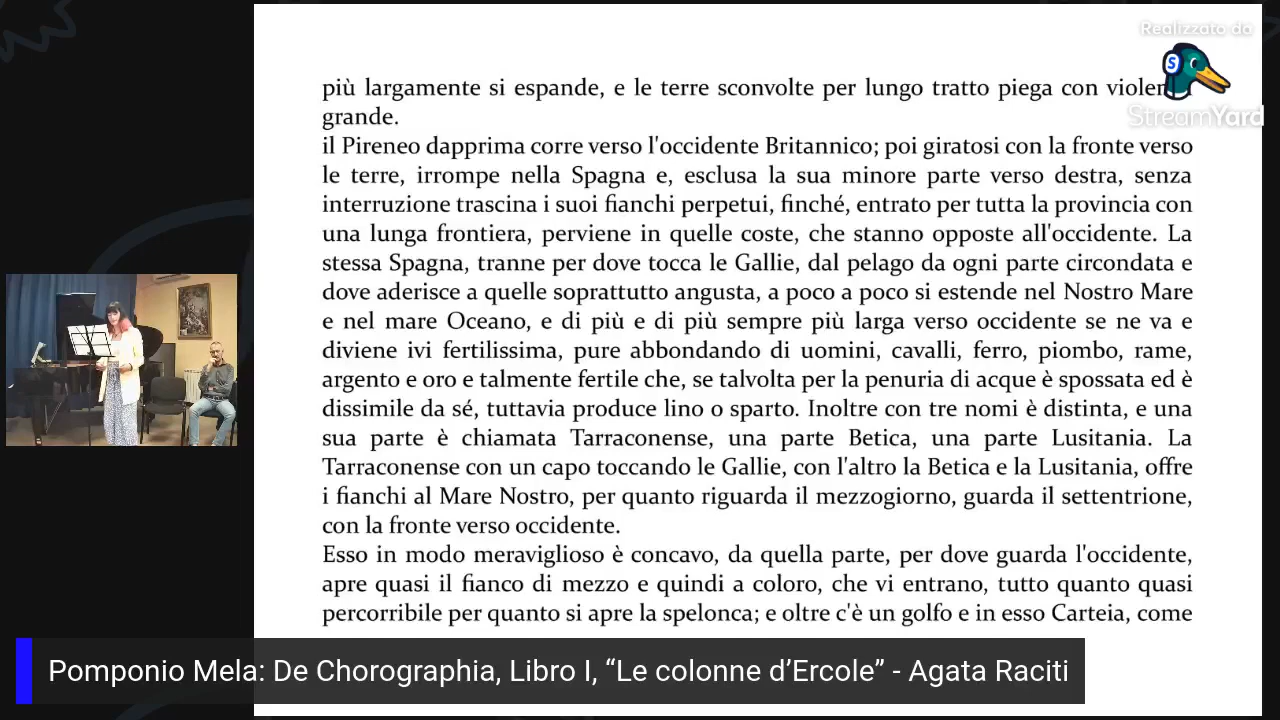 Realizzato da
StreamYard
più largamente si espande, e le terre sconvolte per lungo tratto piega con
grande.
il Pireneo dapprima corre verso l'occidente Britannico; poi giratosi con la fronte verso
le terre, irrompe nella Spagna e, esclusa la sua minore parte verso destra, senza
interruzione trascina i suoi fianchi perpetui, finché, entrato per tutta la provincia con
una lunga frontiera, perviene in quelle coste, che stanno opposte all'occidente. La
stessa Spagna, tranne per dove tocca le Gallie, dal pelago da ogni parte circondata e
dove aderisce a quelle soprattutto angusta, a poco a poco si estende nel Nostro Mare
e nel mare Oceano, e di più e di più sempre più larga verso occidente se ne va e
diviene ivi fertilissima, pure abbondando di uomini, cavalli, ferro, piombo, rame,
argento e oro e talmente fertile che, se talvolta per la penuria di acque è spossata ed è
dissimile da sé, tuttavia produce lino o sparto. Inoltre con tre nomi è distinta, e una
sua parte è chiamata Tarraconense, una parte Betica, una parte Lusitania. La
Tarraconense con un capo toccando le Gallie, con l'altro la Betica e la Lusitania, offre
i fianchi al Mare Nostro, per quanto riguarda il mezzogiorno, guarda il settentrione,
con la fronte verso occidente.
Esso in modo meraviglioso è concavo, da quella parte, per dove guarda l'occidente,
apre quasi il fianco di mezzo e quindi a coloro, che vi entrano, tutto quanto quasi
percorribile per quanto si apre la spelonca; e oltre c'è un golfo e in esso Carteia, come
Pomponio Mela: De Chorographia, Libro I, “Le colonne d’Ercole” - Agata Raciti